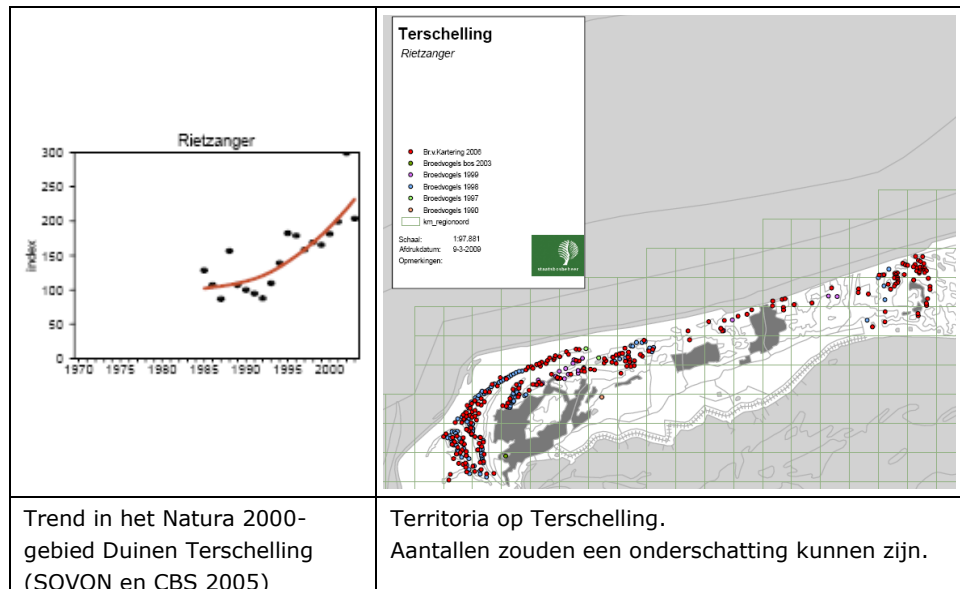 Rietzanger
300
250
200
150
100
50
0
index
1970 1975 1980 1985 1990 1995 2000
Terschelling
Rietzanger
Br.v.Kartering 2006
Broedvogels bos 2003
Broedvogels 1999
Broedvogels 1998
Broedvogels 1997
Broedvogels 1990
km_regionoord
Schaal: 1:97.881
Afdrukdatum: 9-3-2009
Opmerkingen:
staatsbosbeheer
Trend in het Natura 2000-
gebied Duinen Terschelling
(SOVON en CBS 2005)
Territoria op Terschelling.
Aantallen zouden een onderschatting kunnen zijn.